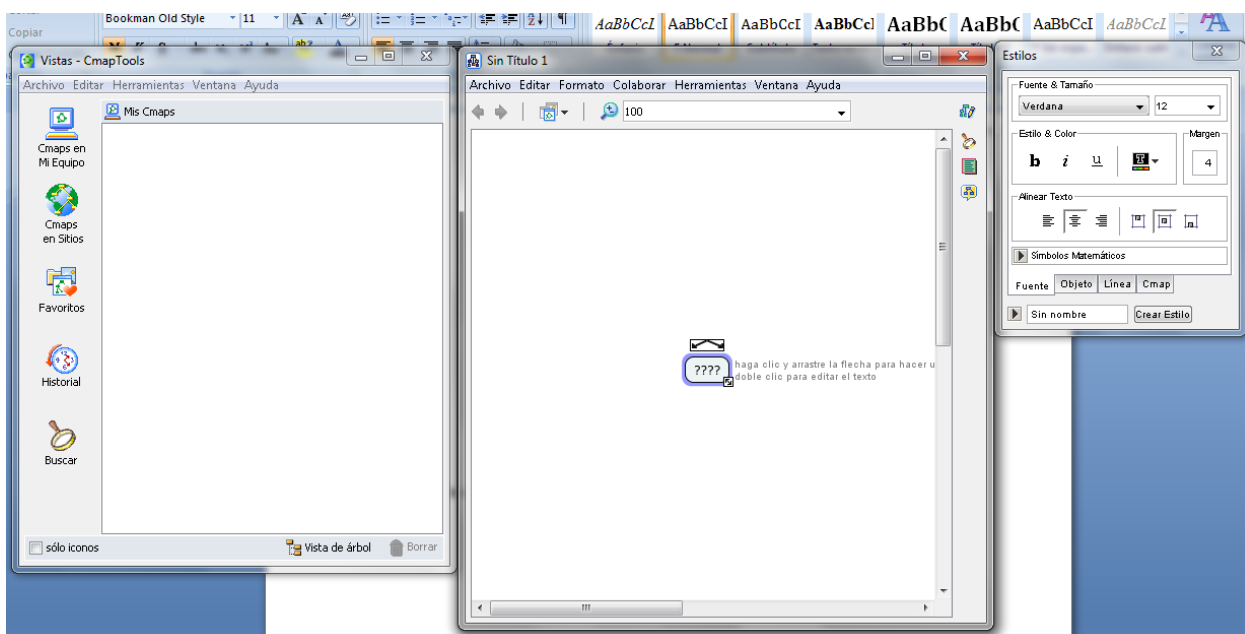 Copiar
Bookman Old Style 11
AaBbCcI AaBbCcI AaBbCcI AaBbCcI AaBb( AaBb( AaBbCcI AaBbCcI
Vistas - CmapTools
Archivo Editar Herramientas Ventana Ayuda
Mis Cmaps
Cmaps en
Mi Equipo
Cmaps
en Sitios
Favoritos
Historial
Buscar
sólo iconos
Vista de árbol
Borrar
Sin Título 1
Archivo Editar Formato Colaborar Herramientas Ventana Ayuda
100
????
haga clic y arrastre la flecha para hacer u
doble clic para editar el texto
Estilos
Fuente & Tamaño
Verdana 12
Estilo & Color
Margen
b i u
4
Alinear Texto
Símbolos Matemáticos
Fuente Objeto Línea Cmap
Sin nombre
Crear Estilo